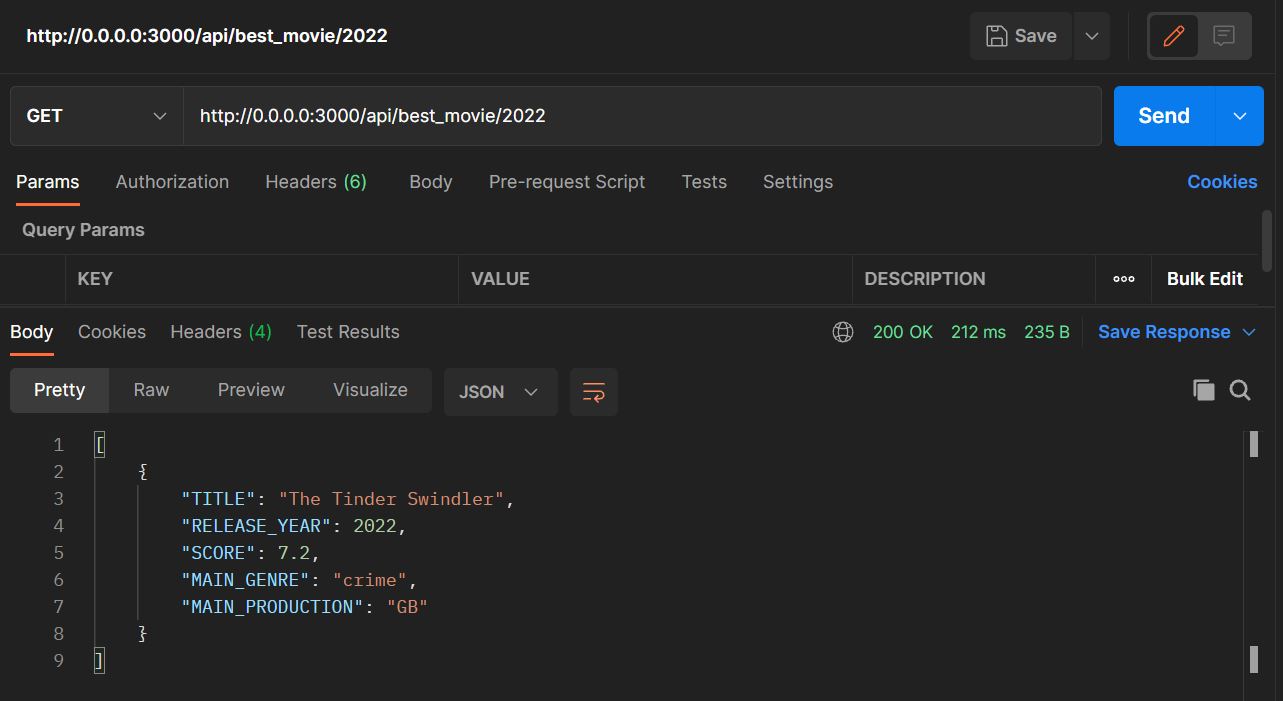 http://0.0.0.0:3000/api/best_movie/2022 Save
GET http://0.0.0.0:3000/api/best_movie/2022 Send
Params Authorization Headers (6) Body Pre-request Script Tests Settings Cookies
Query Params
KEY VALUE DESCRIPTION Bulk Edit
Body Cookies Headers (4) Test Results 200 OK 212 ms 235 B Save Response
Pretty Raw Preview Visualize JSON
1 [
2 {
3 "TITLE": "The Tinder Swindler",
4 "RELEASE_YEAR": 2022,
5 "SCORE": 7.2,
6 "MAIN_GENRE": "crime",
7 "MAIN_PRODUCTION": "GB"
8 }
9 ]